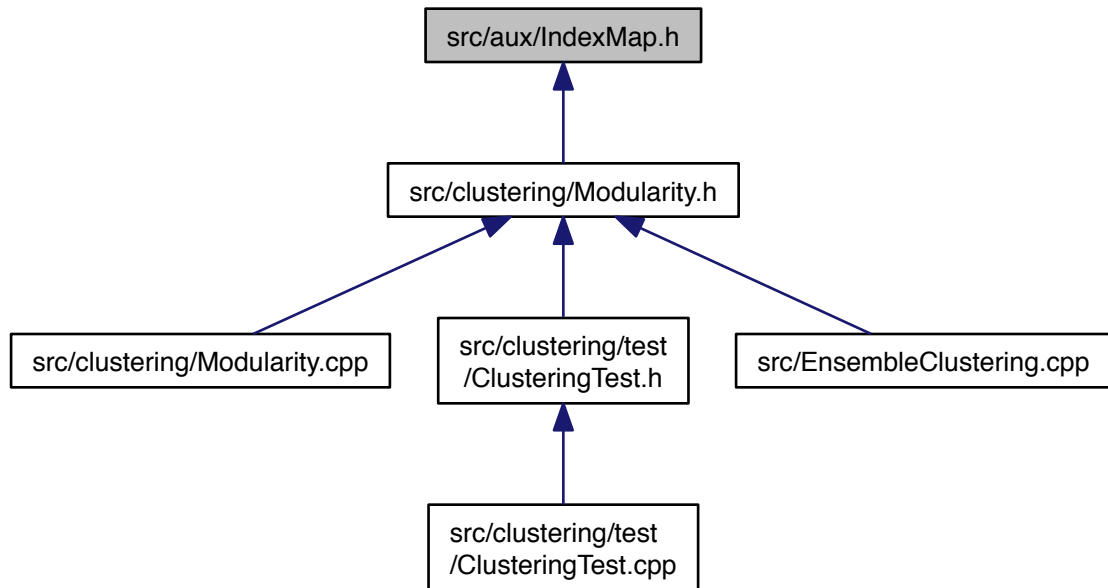 src/aux/IndexMap.h
src/clustering/Modularity.h
src/clustering/Modularity.cpp
src/clustering/test
/ClusteringTest.h
src/EnsembleClustering.cpp
src/clustering/test
/ClusteringTest.cpp